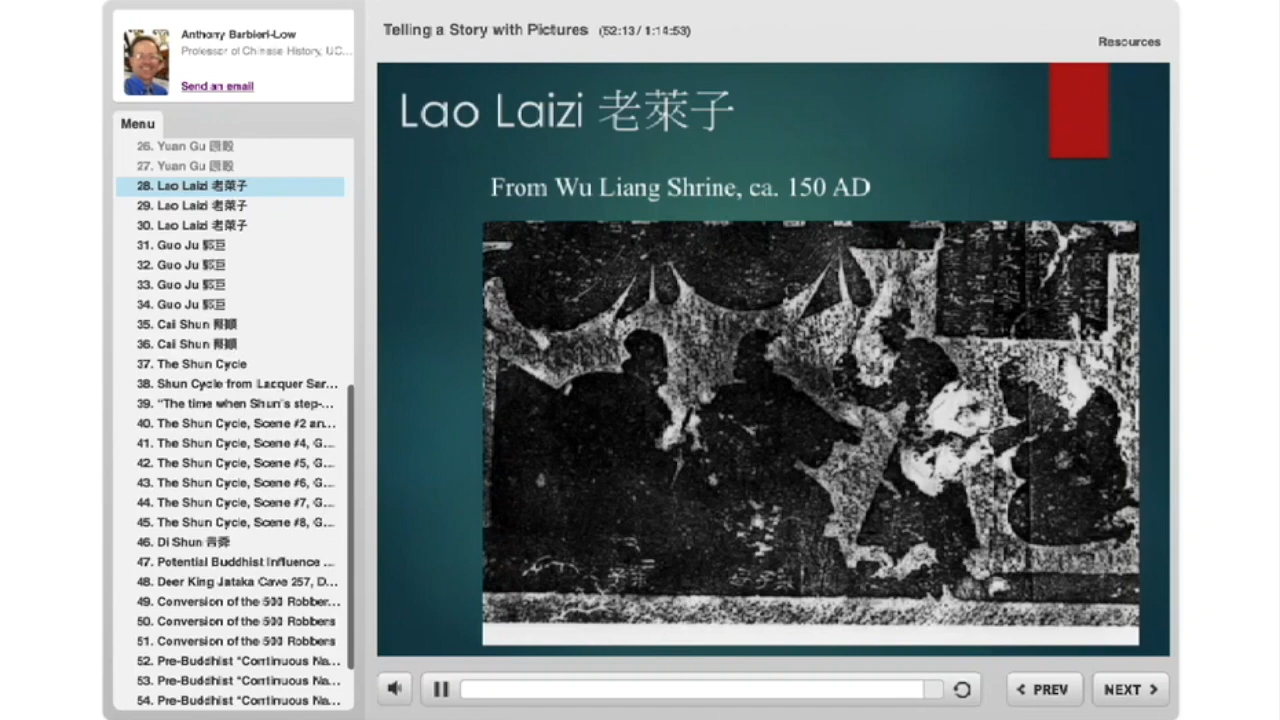 Anthony Barbieri-Low
Professor of Chinese History, UC...
Send an email
Menu
26. Yuan Gu 原穀
27. Yuan Gu 原穀
28. Lao Laizi 老萊子
29. Lao Laizi 老萊子
30. Lao Laizi 老萊子
31. Guo Ju 郭巨
32. Guo Ju 郭巨
33. Guo Ju 郭巨
34. Guo Ju 郭巨
35. Cai Shun 蔡順
36. Cai Shun 蔡順
37. The Shun Cycle
38. Shun Cycle from Lacquer Sar...
39. "The time when Shun's step-...
40. The Shun Cycle, Scene #2 an...
41. The Shun Cycle, Scene #4, G...
42. The Shun Cycle, Scene #5, G...
43. The Shun Cycle, Scene #6, G...
44. The Shun Cycle, Scene #7, G...
45. The Shun Cycle, Scene #8, G...
46. Di Shun
47. Potential Buddhist Influence ...
48. Deer King Jataka Cave 257, D...
49. Conversion of the 500 Robber...
50. Conversion of the 500 Robbers
51. Conversion of the 500 Robbers
52. Pre-Buddhist "Continuous Na...
53. Pre-Buddhist "Continuous Na...
54. Pre-Buddhist "Continuous Na...
Telling a Story with Pictures (52:13 / 1:14:53)
Resources
Lao Laizi 老萊子
From Wu Liang Shrine, ca. 150 AD
PREV
NEXT